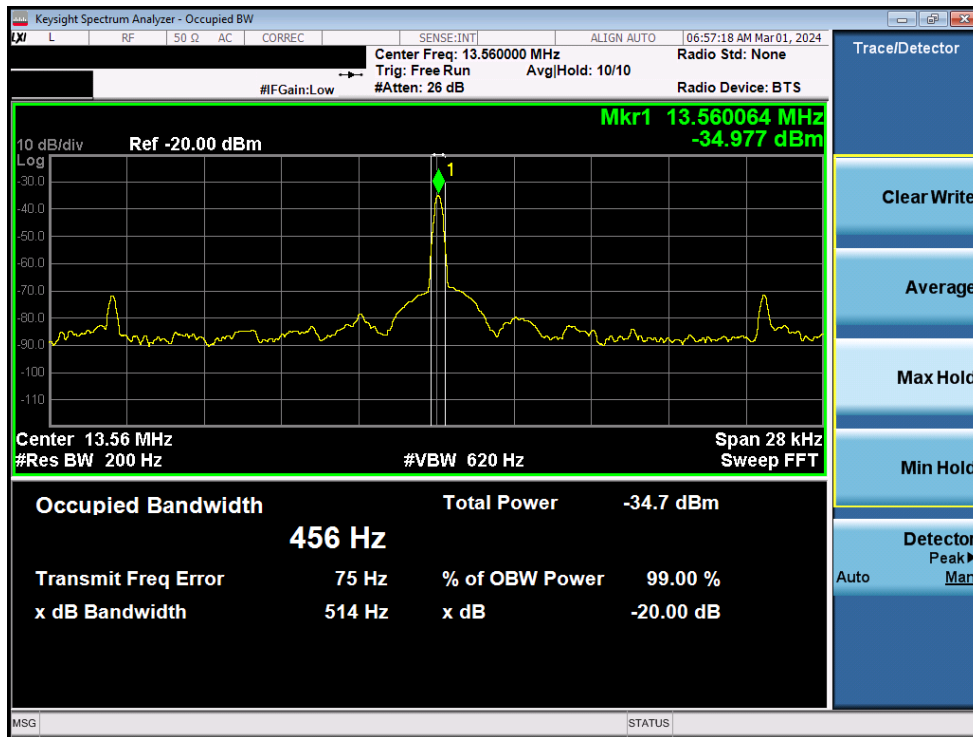 Keysight Spectrum Analyzer - Occupied BW
LXI L RF 50 Ω AC CORREC SENSE:INT ALIGN AUTO 06:57:18 AM Mar 01, 2024
Center Freq: 13.560000 MHz Radio Std: None
Trig: Free Run Avg|Hold: 10/10
#IFGain:Low #Atten: 26 dB Radio Device: BTS
Mkr1 13.560064 MHz
-34.977 dBm
10 dB/div Ref -20.00 dBm
Log
1
-30.0
-40.0
-50.0
-60.0
-70.0
-80.0
-90.0
-100
-110
Center 13.56 MHz Span 28 kHz
#Res BW 200 Hz #VBW 620 Hz Sweep FFT
Occupied Bandwidth Total Power -34.7 dBm
456 Hz
Transmit Freq Error 75 Hz % of OBW Power 99.00 %
x dB Bandwidth 514 Hz x dB -20.00 dB
MSG STATUS
Trace/Detector
Clear Write
Average
Max Hold
Min Hold
Detector
Peak
Auto Man